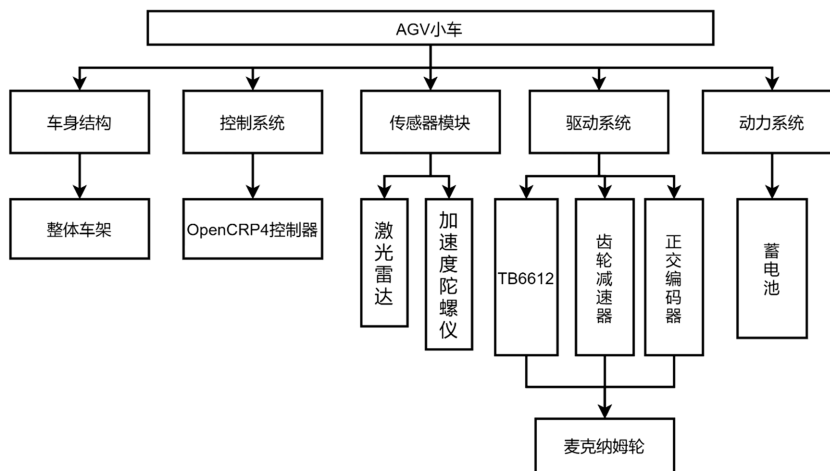 AGV小车
车身结构
控制系统
传感器模块
驱动系统
动力系统
整体车架
OpenCRP4控制器
激光雷达
加速度陀螺仪
TB6612
齿轮减速器
正交编码器
蓄电池
麦克纳姆轮